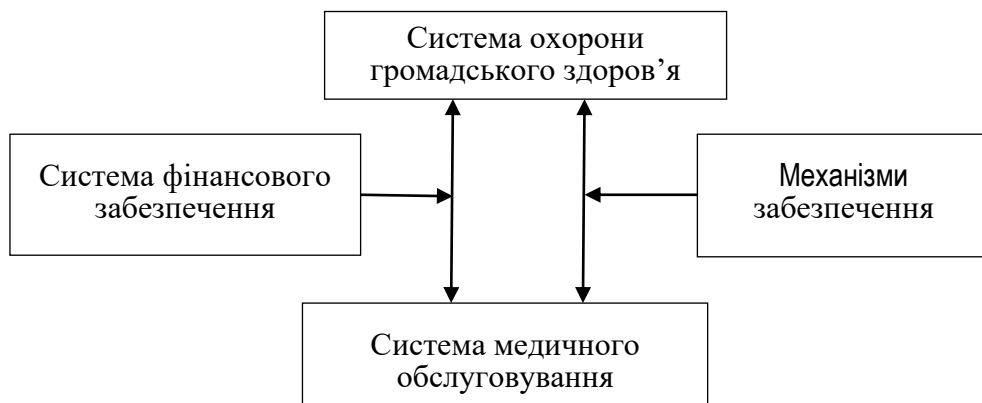 Система охорони
громадського здоров’я
Система фінансового
забезпечення
Механізми
забезпечення
Система медичного
обслуговування